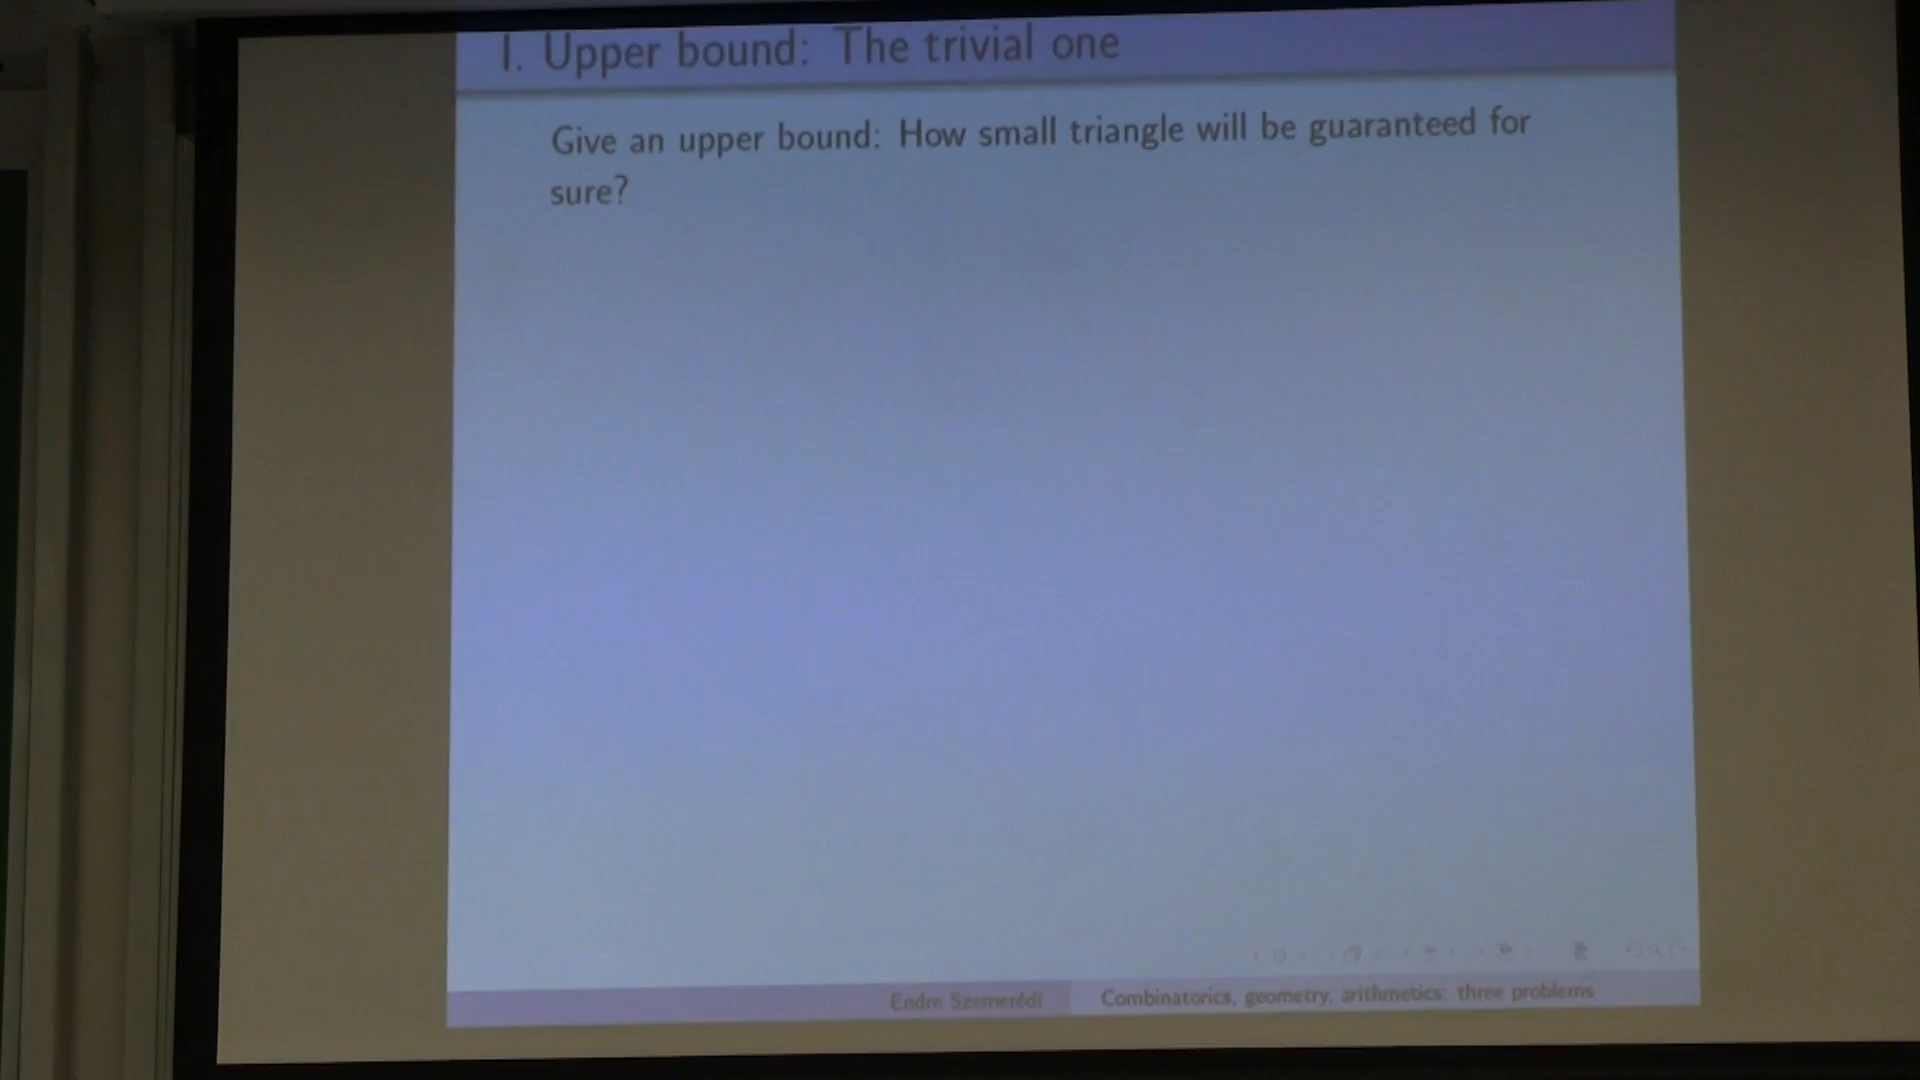 I. Upper bound: The trivial one
Give an upper bound: How small triangle will be guaranteed for
sure?
Endre Szemerédi
Combinatorics, geometry, arithmetics: three problems